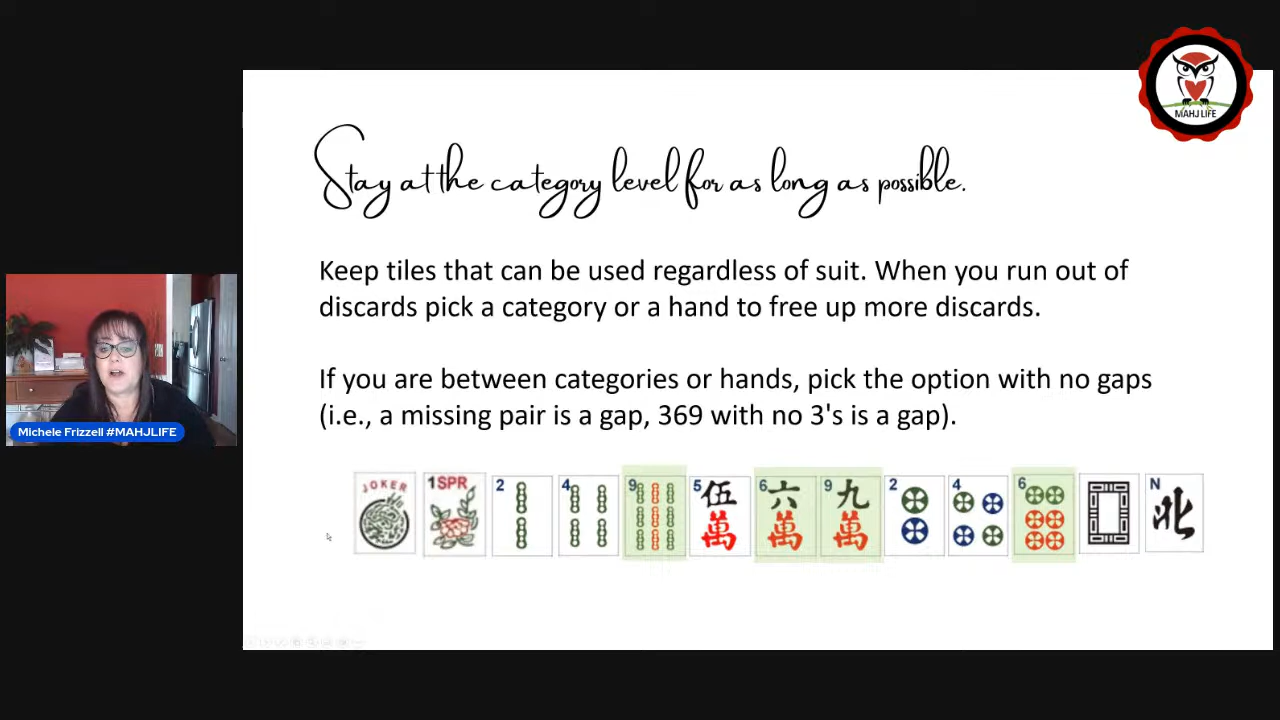 MAHJ LIFE
Stay at the category level for as long as possible.
Keep tiles that can be used regardless of suit. When you run out of
discards pick a category or a hand to free up more discards.
If you are between categories or hands, pick the option with no gaps
(i.e., a missing pair is a gap, 369 with no 3's is a gap).
Michele Frizzell #MAHJLIFE
JOKER 1SPR 2 4 9 5伍萬 6六萬 9九萬 2 4 6 N北